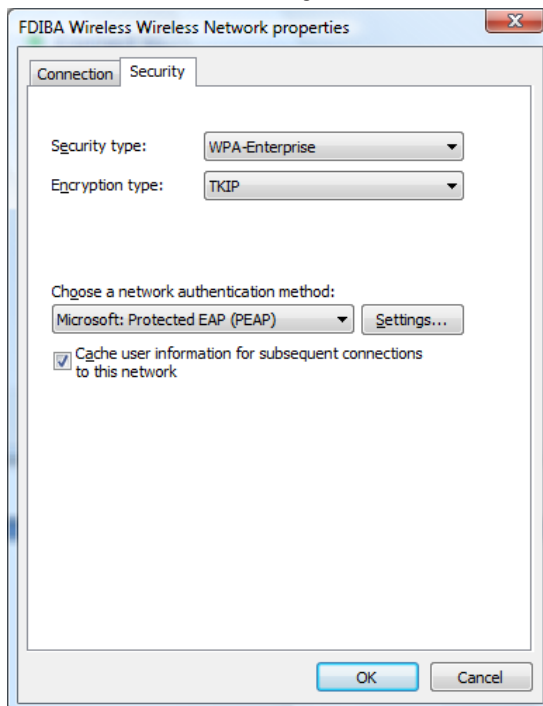 FDIBA Wireless Wireless Network properties
Connection Security
Security type: WPA-Enterprise
Encryption type: TKIP
Choose a network authentication method:
Microsoft: Protected EAP (PEAP) Settings...
Cache user information for subsequent connections
to this network
OK Cancel